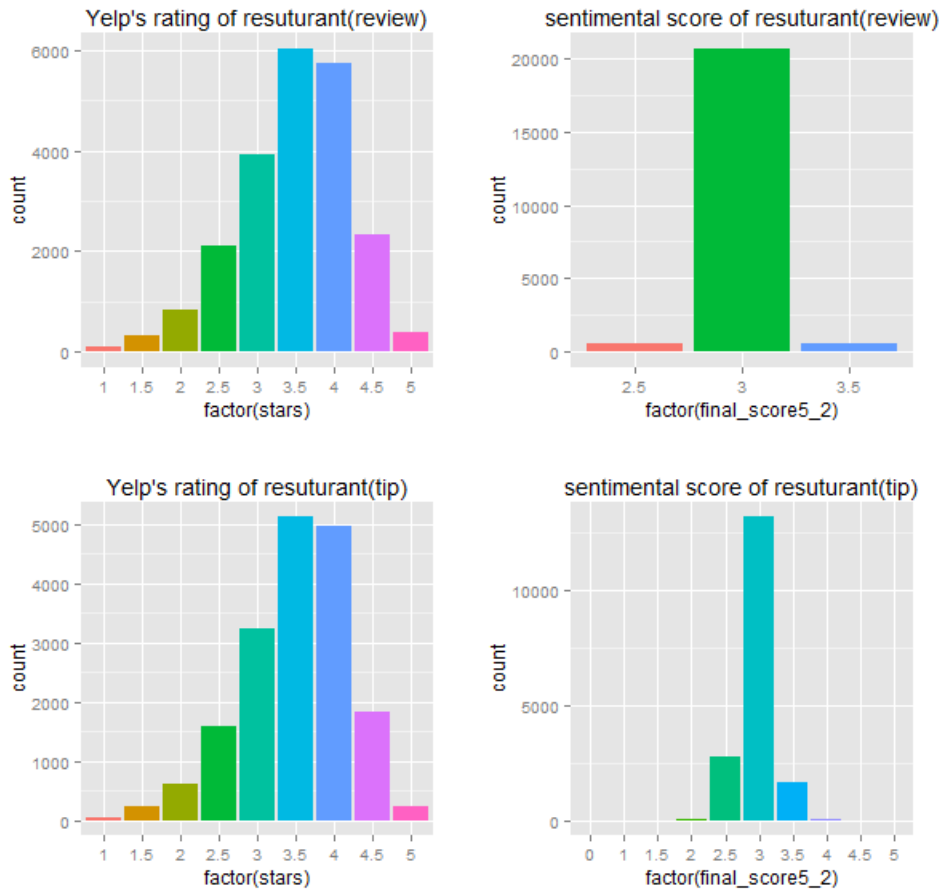 Yelp's rating of resuturant(review)
6000
4000
2000
0
count
1 1.5 2 2.5 3 3.5 4 4.5 5
factor(stars)
sentimental score of resuturant(review)
20000
15000
10000
5000
0
count
2.5 3 3.5
factor(final_score5_2)
Yelp's rating of resuturant(tip)
5000
4000
3000
2000
1000
0
count
1 1.5 2 2.5 3 3.5 4 4.5 5
factor(stars)
sentimental score of resuturant(tip)
10000
5000
0
count
0 1 1.5 2 2.5 3 3.5 4 4.5 5
factor(final_score5_2)